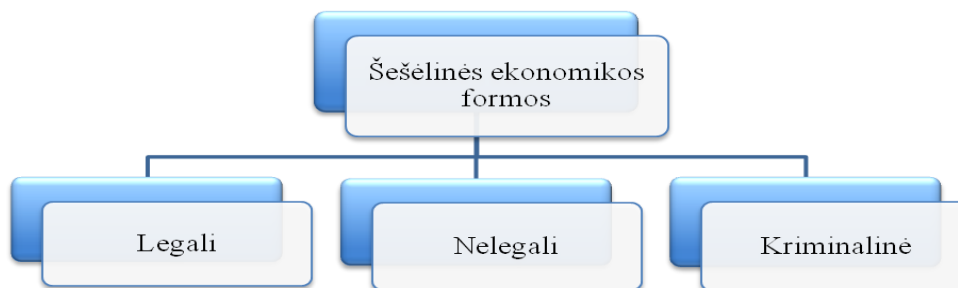 Šešėlinės ekonomikos
formos
Legali
Nelegali
Kriminalinė